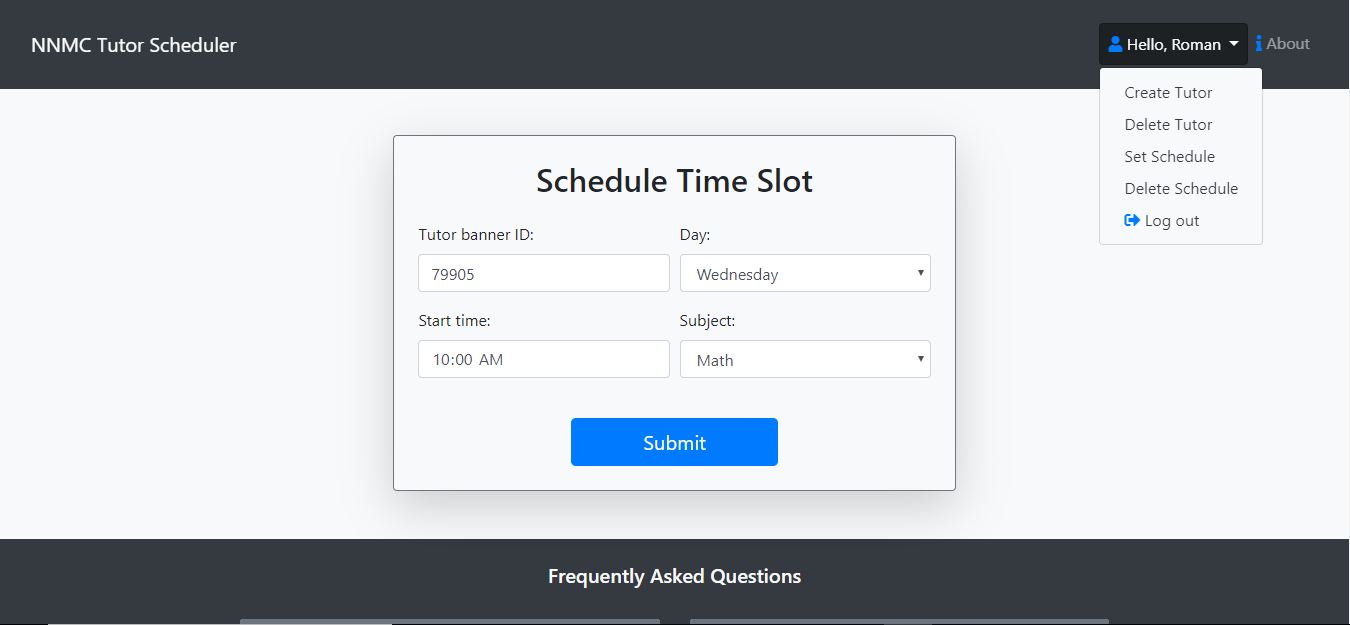 NNMC Tutor Scheduler
Hello, Roman
About
Create Tutor
Delete Tutor
Set Schedule
Delete Schedule
Log out
Schedule Time Slot
Tutor banner ID:
Day:
79905
Wednesday
Start time:
Subject:
10:00 AM
Math
Submit
Frequently Asked Questions